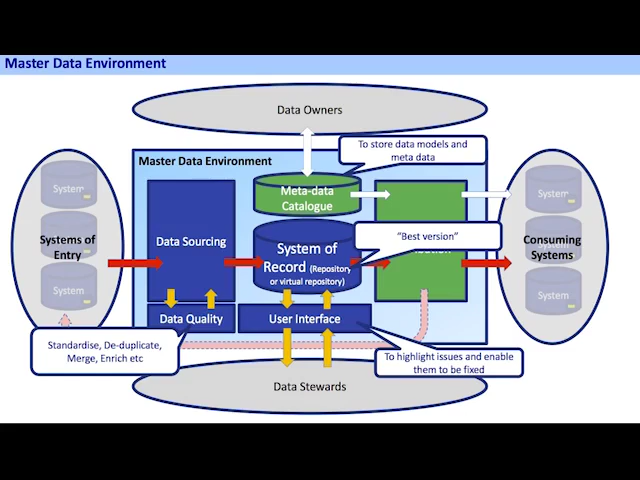 Master Data Environment
Data Owners
To store data models and
meta data
Master Data Environment
System
System
Systems of
Entry
System
Data Sourcing
Meta-data
Catalogue
System of
Record (Repository
or virtual repository)
"Best version"
System
System
Consuming
Systems
System
Data Quality
User Interface
Standardise, De-duplicate,
Merge, Enrich etc
To highlight issues and enable
them to be fixed
Data Stewards